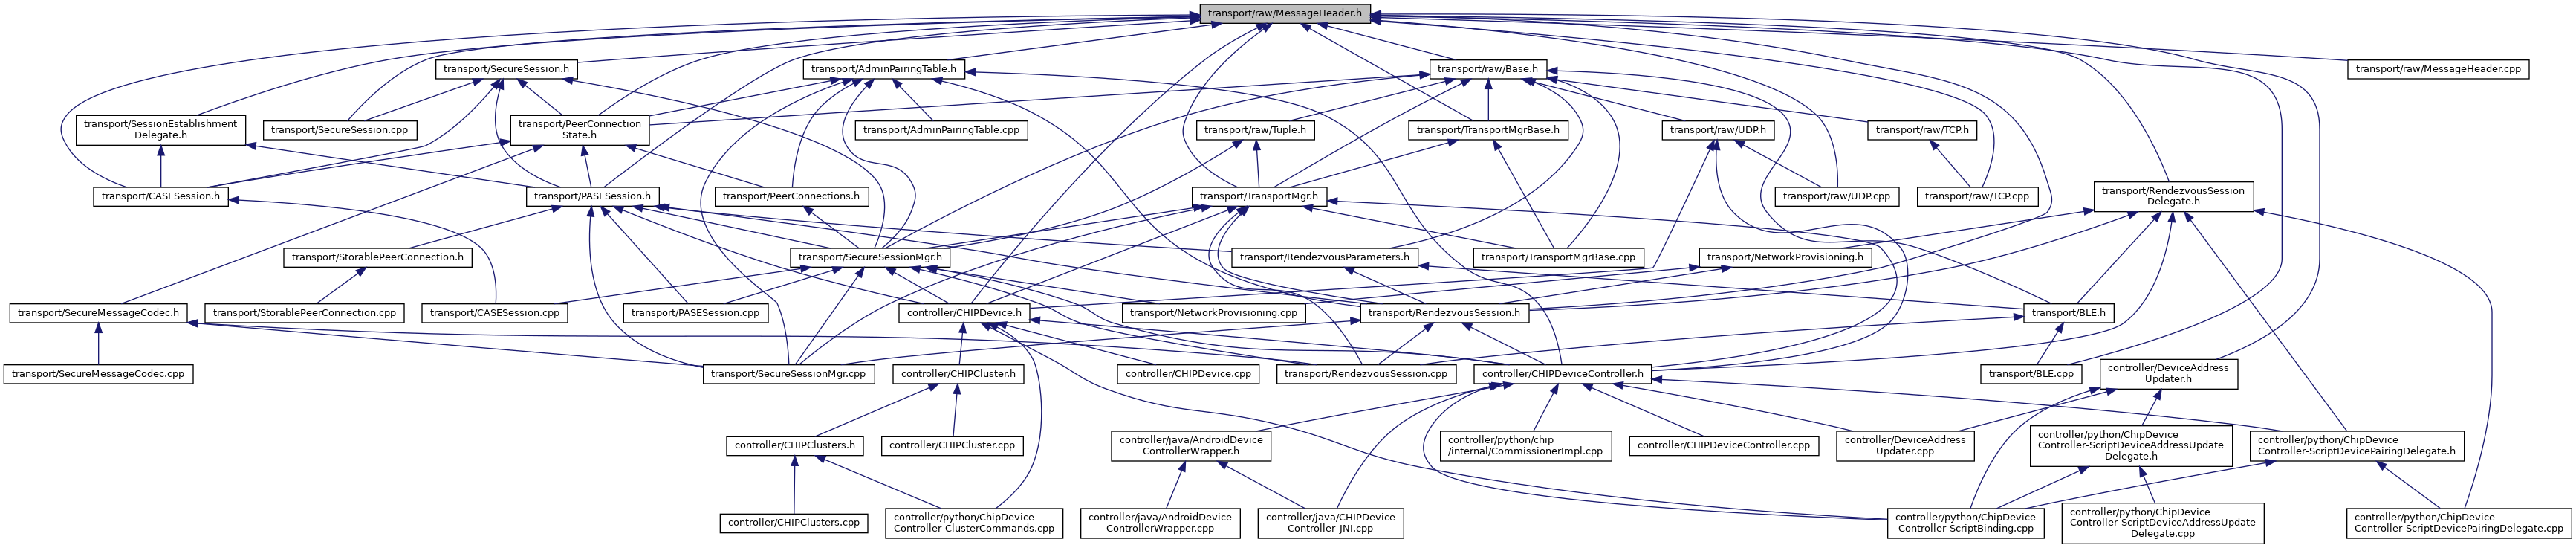 transport/raw/MessageHeader.h
transport/SecureSession.h
transport/AdminPairingTable.h
transport/raw/Base.h
transport/raw/MessageHeader.cpp
transport/SessionEstablishment
Delegate.h
transport/SecureSession.cpp
transport/PeerConnection
State.h
transport/AdminPairingTable.cpp
transport/raw/Tuple.h
transport/TransportMgrBase.h
transport/raw/UDP.h
transport/raw/TCP.h
transport/CASESession.h
transport/PASESession.h
transport/PeerConnections.h
transport/TransportMgr.h
transport/raw/UDP.cpp
transport/raw/TCP.cpp
transport/RendezvousSession
Delegate.h
transport/StorablePeerConnection.h
transport/SecureSessionMgr.h
transport/RendezvousParameters.h
transport/TransportMgrBase.cpp
transport/NetworkProvisioning.h
transport/SecureMessageCodec.h
transport/StorablePeerConnection.cpp
transport/CASESession.cpp
transport/PASESession.cpp
controller/CHIPDevice.h
transport/NetworkProvisioning.cpp
transport/RendezvousSession.h
transport/BLE.h
transport/SecureMessageCodec.cpp
transport/SecureSessionMgr.cpp
controller/CHIPCluster.h
controller/CHIPDevice.cpp
transport/RendezvousSession.cpp
controller/CHIPDeviceController.h
transport/BLE.cpp
controller/DeviceAddress
Updater.h
controller/CHIPClusters.h
controller/CHIPCluster.cpp
controller/java/AndroidDevice
ControllerWrapper.h
controller/python/chip
/internal/CommissionerImpl.cpp
controller/CHIPDeviceController.cpp
controller/DeviceAddress
Updater.cpp
controller/python/ChipDevice
Controller-ScriptDeviceAddressUpdate
Delegate.h
controller/python/ChipDevice
Controller-ScriptDevicePairingDelegate.h
controller/CHIPClusters.cpp
controller/python/ChipDevice
Controller-ClusterCommands.cpp
controller/java/AndroidDevice
ControllerWrapper.cpp
controller/java/CHIPDevice
Controller-JNI.cpp
controller/python/ChipDevice
Controller-ScriptBinding.cpp
controller/python/ChipDevice
Controller-ScriptDeviceAddressUpdate
Delegate.cpp
controller/python/ChipDevice
Controller-ScriptDevicePairingDelegate.cpp